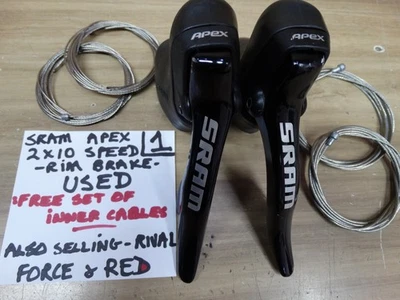 APEX
APEX
SRAM
SRAM
SRAM APEX
2X10 SPEED 1
-RIM BRAKE-
USED
*FREE SET OF
INNER CABLES
ALSO SELLING-RIVAL
FORCE & RED.